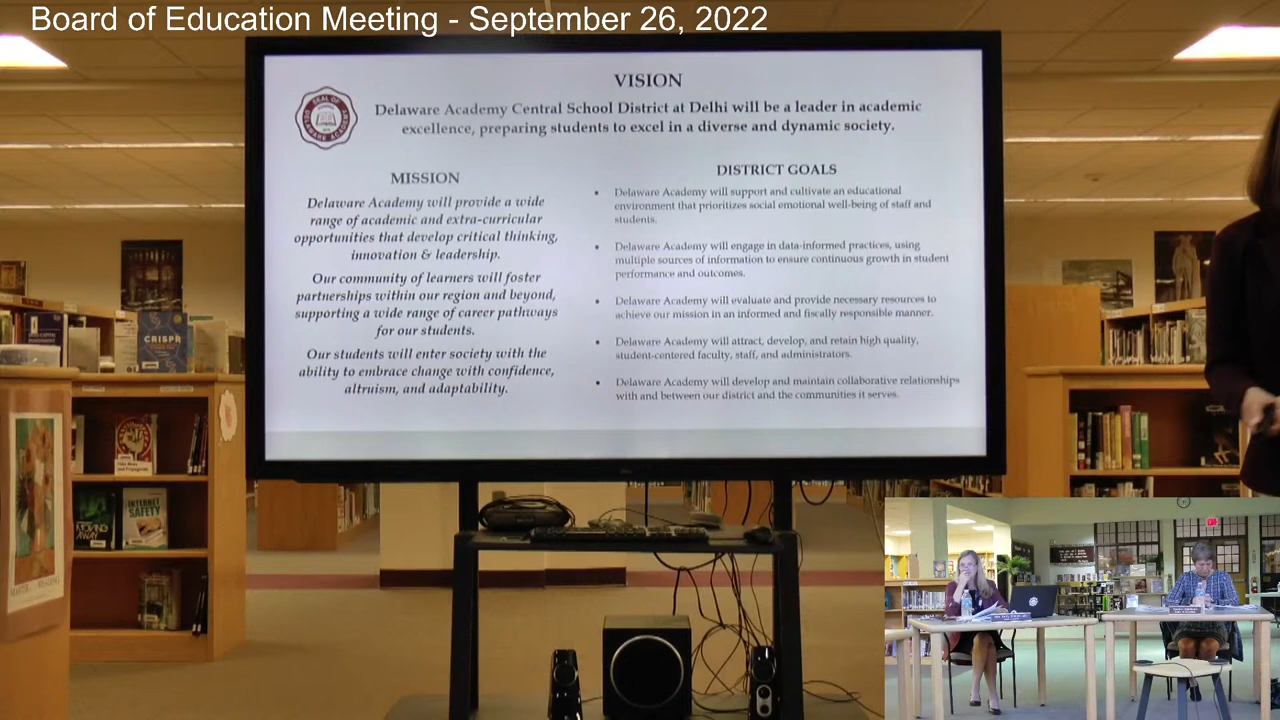 Board of Education Meeting - September 26, 2022
VISION
Delaware Academy Central School District at Delhi will be a leader in academic
excellence, preparing students to excel in a diverse and dynamic society.
MISSION
Delaware Academy will provide a wide
range of academic and extra-curricular
opportunities that develop critical thinking,
innovation & leadership.
Our community of learners will foster
partnerships within our region and beyond,
supporting a wide range of career pathways
for our students.
Our students will enter society with the
ability to embrace change with confidence,
altruism, and adaptability.
DISTRICT GOALS
• Delaware Academy will support and cultivate an educational
environment that prioritizes social emotional well-being of staff and
students.
• Delaware Academy will engage in data-informed practices, using
multiple sources of information to ensure continuous growth in student
performance and outcomes.
• Delaware Academy will evaluate and provide necessary resources to
achieve our mission in an informed and fiscally responsible manner.
• Delaware Academy will attract, develop, and retain high quality,
student-centered faculty, staff, and administrators.
• Delaware Academy will develop and maintain collaborative relationships
with and between our district and the communities it serves.
CRISPR
INTERNET
SAFETY